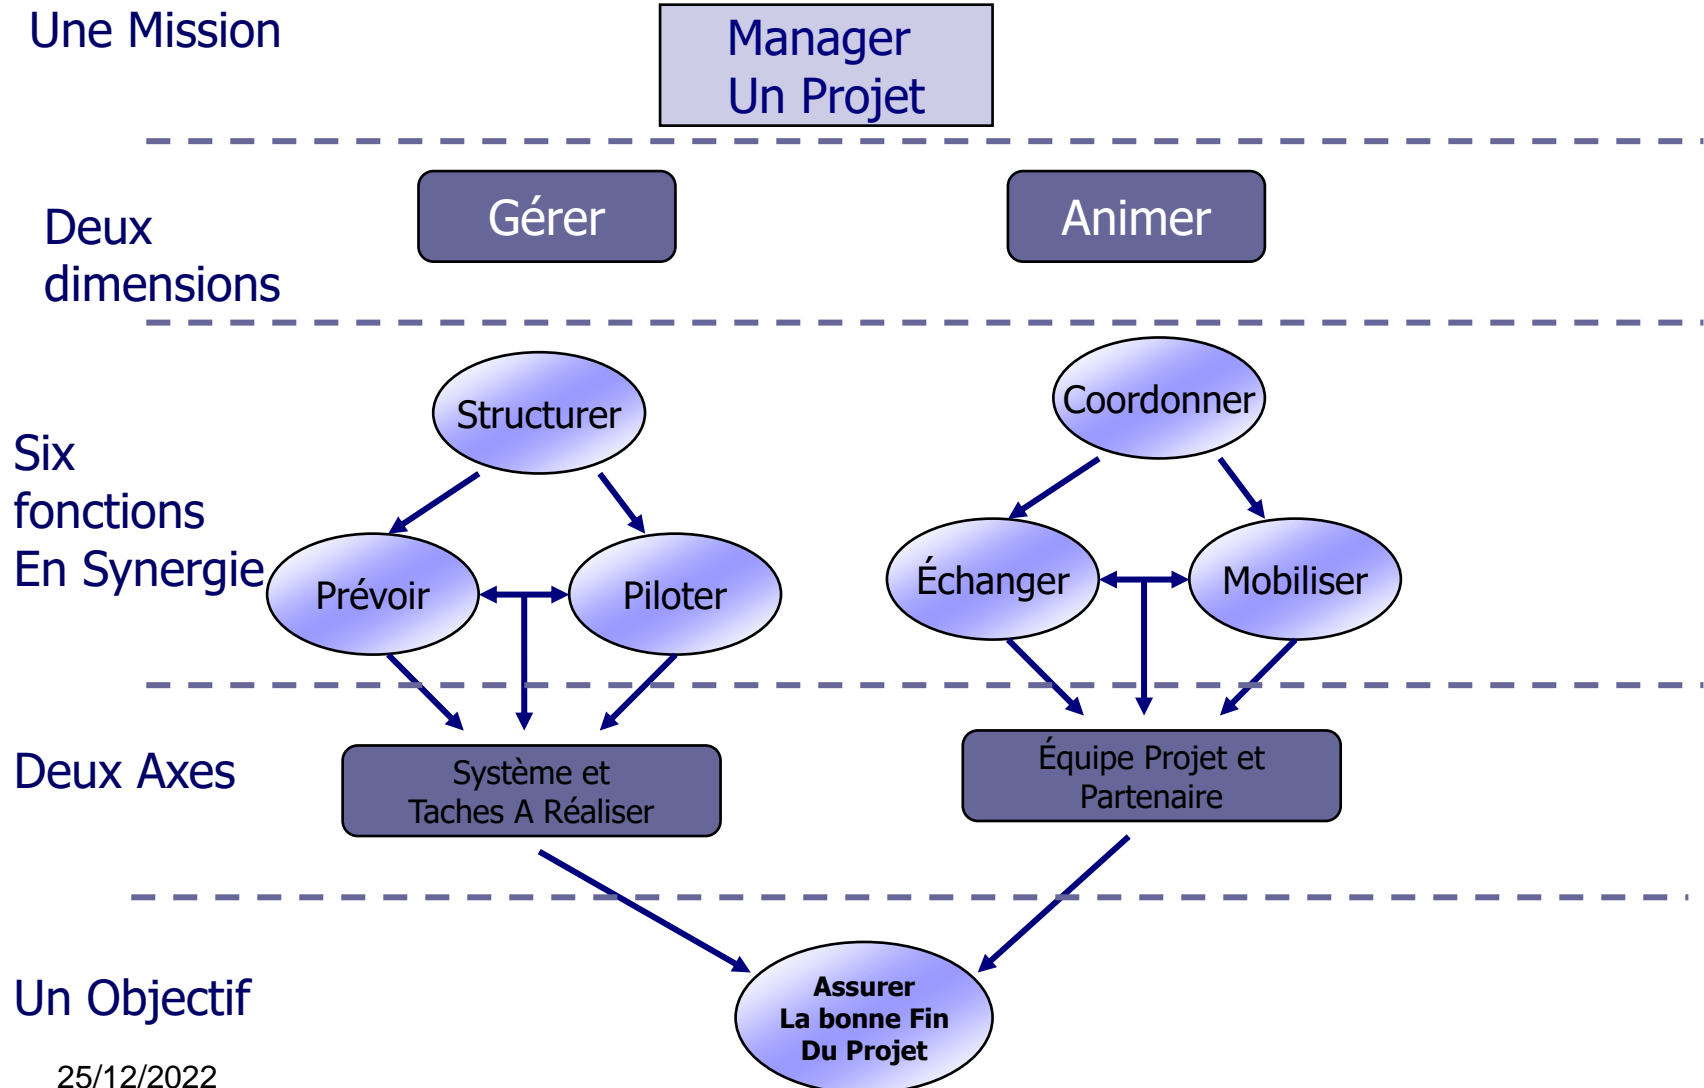 Une Mission
Manager
Un Projet
Deux
dimensions
Gérer
Animer
Six
fonctions
En Synergie
Structurer
Coordonner
Prévoir
Piloter
Échanger
Mobiliser
Deux Axes
Système et
Taches A Réaliser
Équipe Projet et
Partenaire
Un Objectif
Assurer
La bonne Fin
Du Projet
25/12/2022